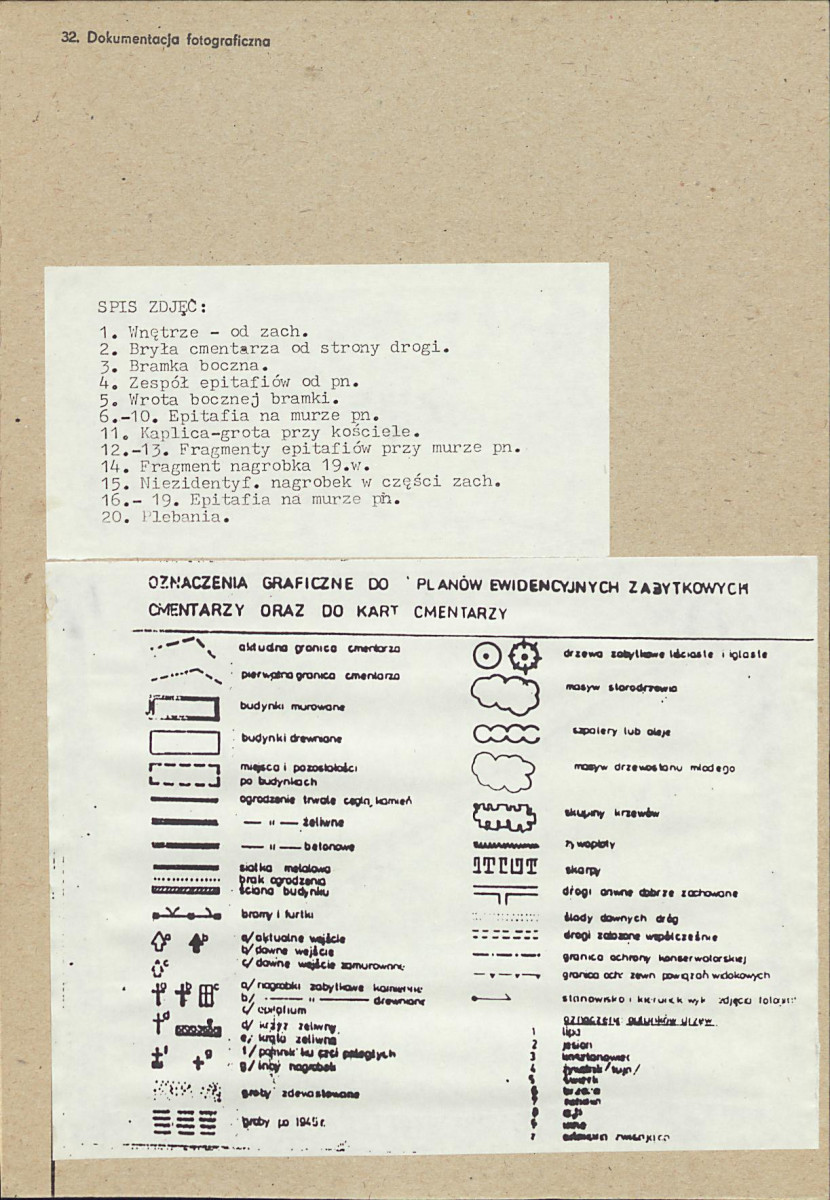 32. Dokumentacja fotograficzna
SPIS ZDJĘĆ:
1. Wnętrze - od zach.
2. Bryła cmentarza od strony drogi.
3. Bramka boczna.
4. Zespół epitafiów od pn.
5. Wrota bocznej bramki.
6.-10. Epitafia na murze pn.
11. Kaplica-grota przy kościele.
12.-13. Fragmenty epitafiów przy murze pn.
14. Fragment nagrobka 19.w.
15. Niezidentyf. nagrobek w części zach.
16.- 19. Epitafia na murze pn.
20. Plebania.
OZNACZENIA GRAFICZNE DO PLANÓW EWIDENCYJNYCH ZABYTKOWYCH
CMENTARZY ORAZ DO KART CMENTARZY
aktualna granica cmentarza
pierwotna granica cmentarza
budynki murowane
budynki drewniane
miejsca i pozostałości
po budynkach
ogrodzenie trwałe cegła, kamień
— " — żeliwne
— " — betonowe
siatka metalowa
brak ogrodzenia
ściana budynku
bramy i furtki
a b
a/ aktualne wejście
b/ dawne wejście
c
c/ dawne wejście zamurowane
a b c
a/ nagrobki zabytkowe kamienne
b/ — " — drewniane
c/ epitafium
d
d/ krzyż żeliwny
e/ krata żeliwna
f/ pomnik ku czci poległych
f g
g/ inny nagrobek
groby zdewastowane
groby po 1945 r.
drzewa zabytkowe liściaste i iglaste
masyw starodrzewia
szpalery lub aleje
masyw drzewostanu młodego
skupiny krzewów
żywopłoty
skarpy
drogi dawne dobrze zachowane
ślady dawnych dróg
drogi założone współcześnie
granica ochrony konserwatorskiej
granica ochr. zewn. powiązań widokowych
stanowisko i kierunek wyk. zdjęcia fotogr.
1 lipa
2 jesion
3 kasztanowiec
4
5 świerk
6
7
8
9 inne